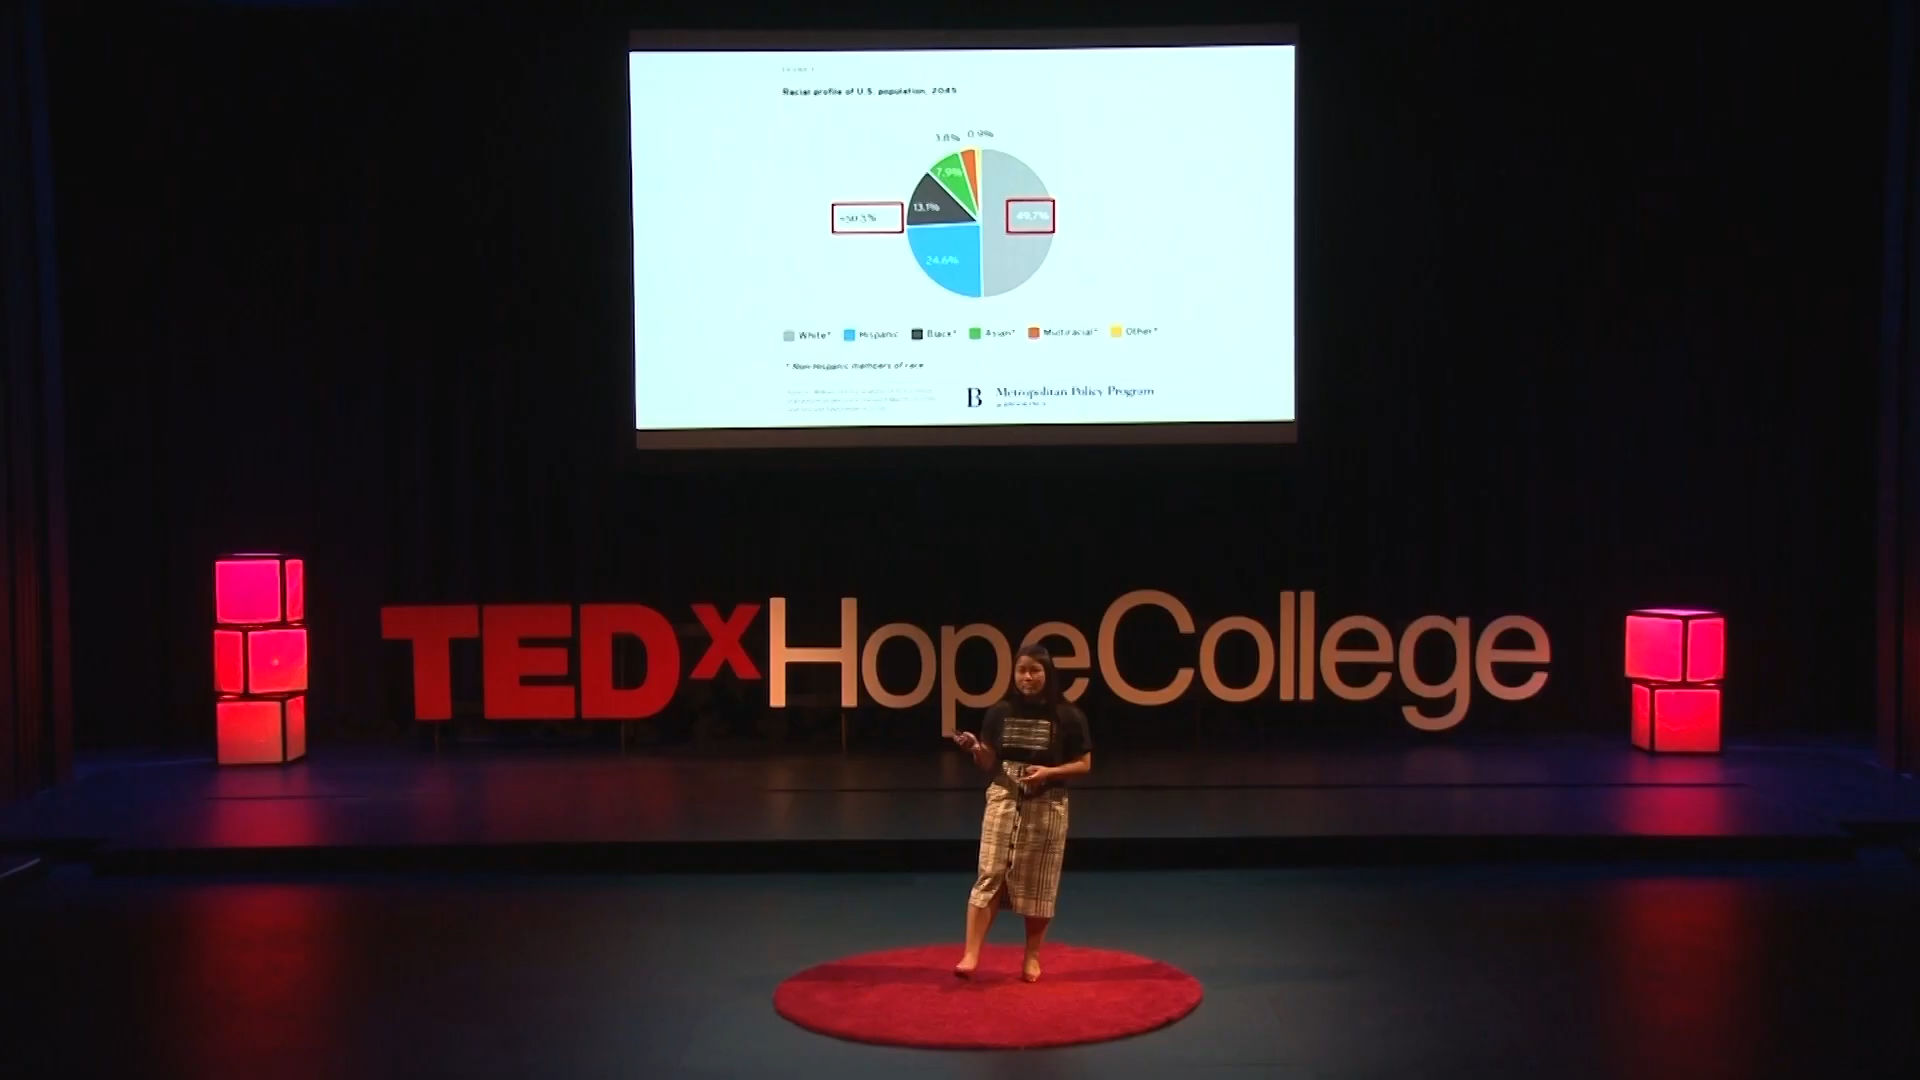 Racial profile of U.S. population, 2045
3.8% 0.9%
7.9%
13.1%
49.7%
24.6%
White* Hispanic Black* Asian* Multiracial* Other*
* Non-Hispanic members of race
B Metropolitan Policy Program
TEDxHopeCollege